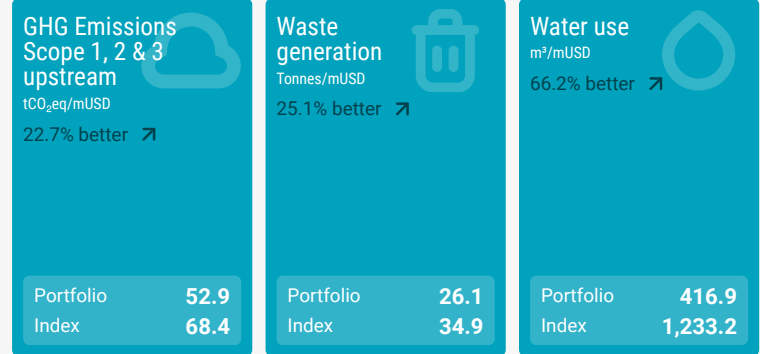 GHG Emissions
Scope 1, 2 & 3
upstream
tCO₂eq/mUSD
22.7% better
Portfolio 52.9
Index 68.4
Waste
generation
Tonnes/mUSD
25.1% better
Portfolio 26.1
Index 34.9
Water use
m³/mUSD
66.2% better
Portfolio 416.9
Index 1,233.2